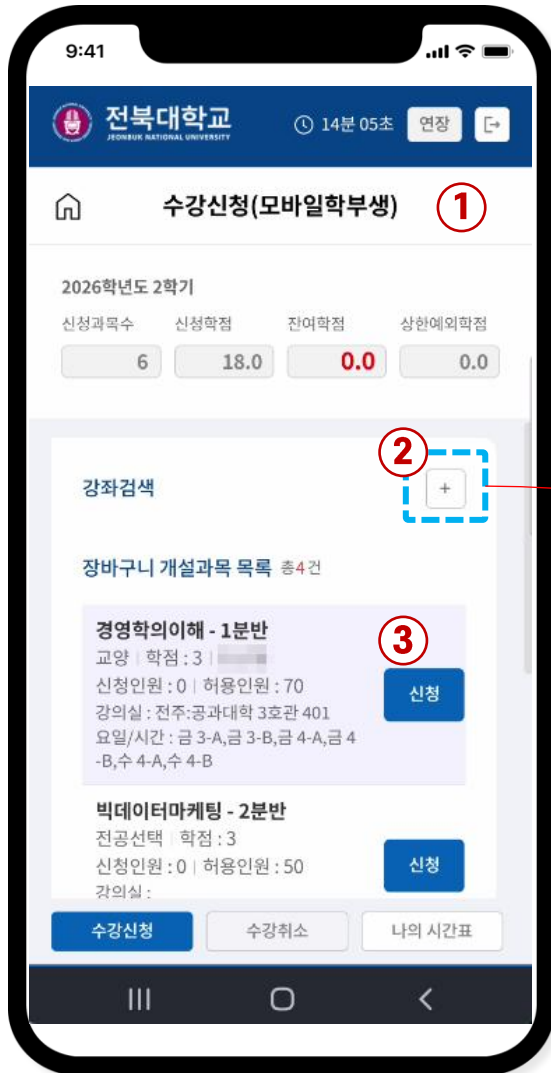 9:41
전북대학교
JEONBUK NATIONAL UNIVERSITY
14분 05초 연장
수강신청(모바일학부생) ①
2026학년도 2학기
신청과목수 신청학점 잔여학점 상한예외학점
6 18.0 0.0 0.0
②
강좌검색 +
장바구니 개설과목 목록 총4건
경영학의이해 - 1분반
교양 | 학점 : 3 |
③
신청인원 : 0 | 허용인원 : 70
신청
강의실 : 전주:공과대학 3호관 401
요일/시간 : 금 3-A,금 3-B,금 4-A,금 4
-B,수 4-A,수 4-B
빅데이터마케팅 - 2분반
전공선택 | 학점 : 3
신청인원 : 0 | 허용인원 : 50
신청
강의실 :
수강신청 수강취소 나의 시간표